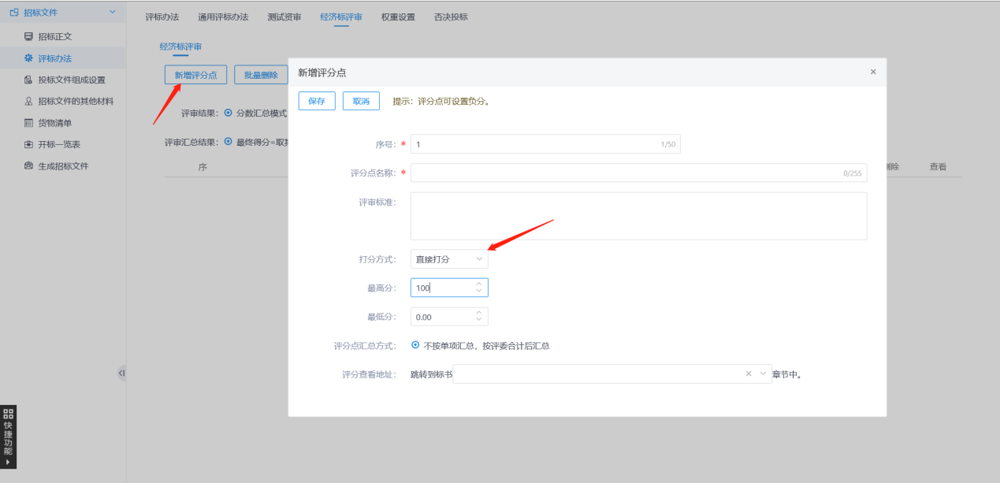 招标文件
招标正文
评标办法
投标文件组成设置
招标文件的其他材料
货物清单
开标一览表
生成招标文件
快捷功能
评标办法 通用评标办法 测试资审 经济标评审 权重设置 否决投标
经济标评审
新增评分点 批量删除
评审结果: 分数汇总模式
评审汇总结果: 最终得分=取
序 删除 查看
新增评分点 ×
保存 取消 提示：评分点可设置负分。
序号: * 1 1/50
评分点名称: * 0/255
评审标准:
打分方式: 直接打分
最高分: 100
最低分: 0.00
评分点汇总方式: 不按单项汇总，按评委合计后汇总
评分查看地址: 跳转到标书 × 章节中。